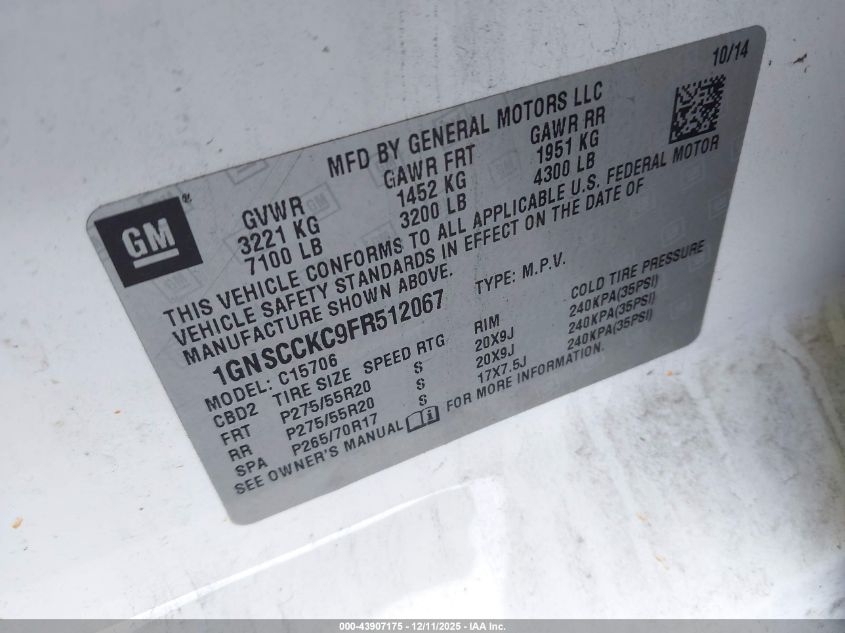 10/14
MFD BY GENERAL MOTORS LLC
GM ®
GVWR GAWR FRT GAWR RR
3221 KG 1452 KG 1951 KG
7100 LB 3200 LB 4300 LB
THIS VEHICLE CONFORMS TO ALL APPLICABLE U.S. FEDERAL MOTOR
VEHICLE SAFETY STANDARDS IN EFFECT ON THE DATE OF
MANUFACTURE SHOWN ABOVE.
1GNSCCKC9FR512067 TYPE: M.P.V.
MODEL: C15706
CBD2 TIRE SIZE SPEED RTG RIM COLD TIRE PRESSURE
FRT P275/55R20 S 20X9J 240KPA(35PSI)
RR P275/55R20 S 20X9J 240KPA(35PSI)
SPA P265/70R17 S 17X7.5J 240KPA(35PSI)
SEE OWNER'S MANUAL FOR MORE INFORMATION.
000-43907175 - 12/11/2025 - IAA Inc.